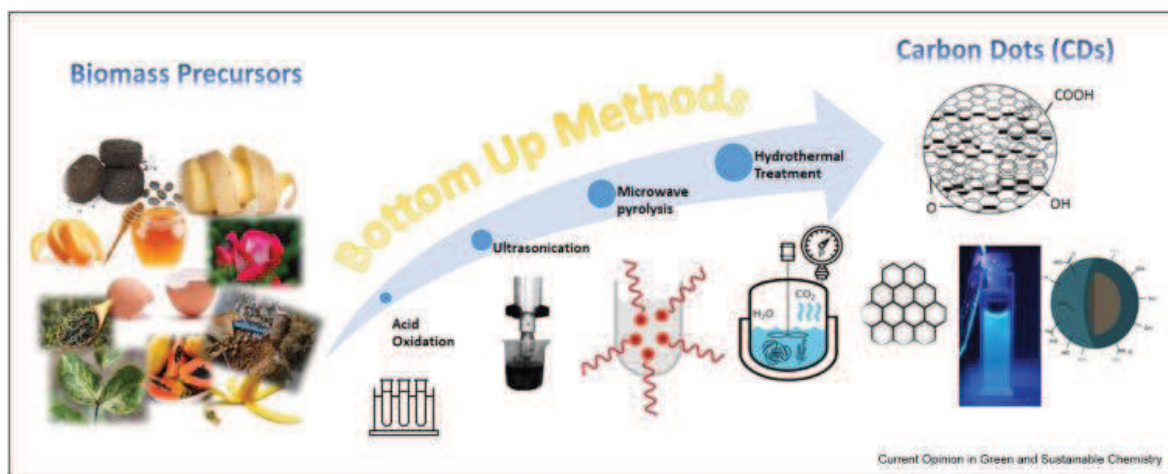 Biomass Precursors
Bottom Up Methods
Carbon Dots (CDs)
Acid
Oxidation
Ultrasonication
Microwave
pyrolysis
Hydrothermal
Treatment
H₂O
CO₂
COOH
OH
O
Current Opinion in Green and Sustainable Chemistry